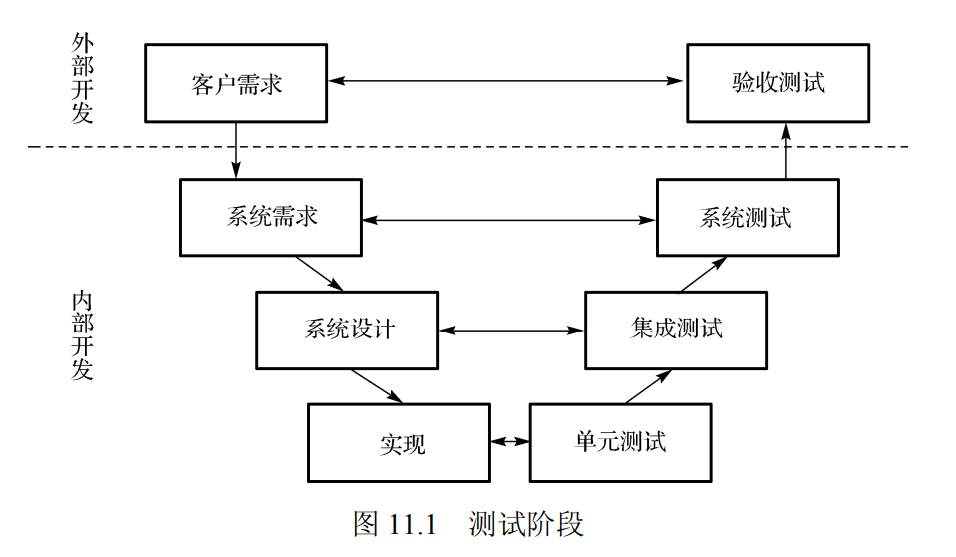 外部开发
客户需求
验收测试
系统需求
系统测试
内部开发
系统设计
集成测试
实现
单元测试
图 11.1 测试阶段